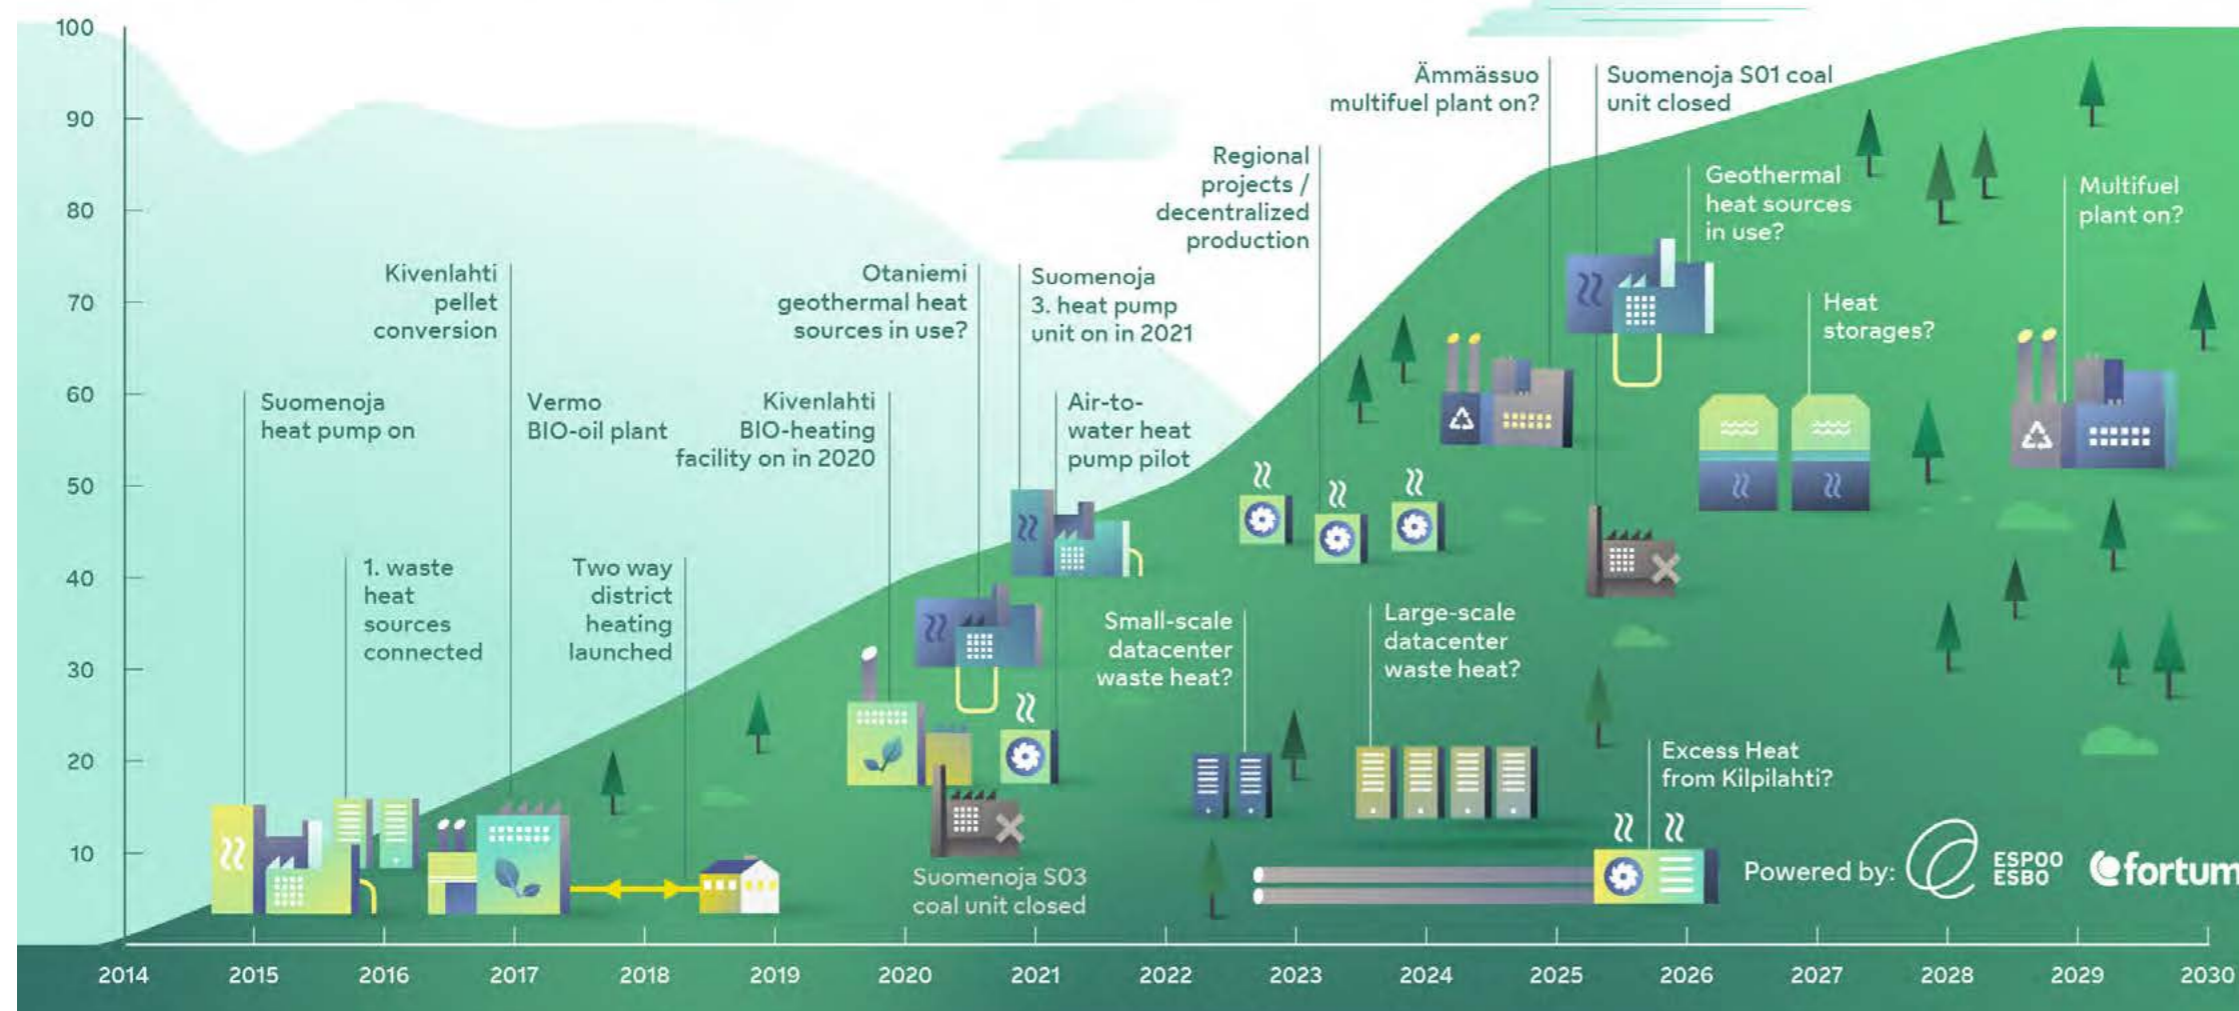 100
90
80
70
60
50
40
30
20
10
Suomenoja
heat pump on
1. waste
heat
sources
connected
Kivenlahti
pellet
conversion
Vermo
BIO-oil plant
Two way
district
heating
launched
Kivenlahti
BIO-heating
facility on in 2020
Otaniemi
geothermal heat
sources in use?
Suomenoja
3. heat pump
unit on in 2021
Air-to-
water heat
pump pilot
Suomenoja S03
coal unit closed
Regional
projects /
decentralized
production
Small-scale
datacenter
waste heat?
Large-scale
datacenter
waste heat?
Ämmässuo
multifuel plant on?
Suomenoja S01 coal
unit closed
Geothermal
heat sources
in use?
Heat
storages?
Multifuel
plant on?
Excess Heat
from Kilpilahti?
Powered by:
ESPOO
ESBO
fortum
2014 2015 2016 2017 2018 2019 2020 2021 2022 2023 2024 2025 2026 2027 2028 2029 2030